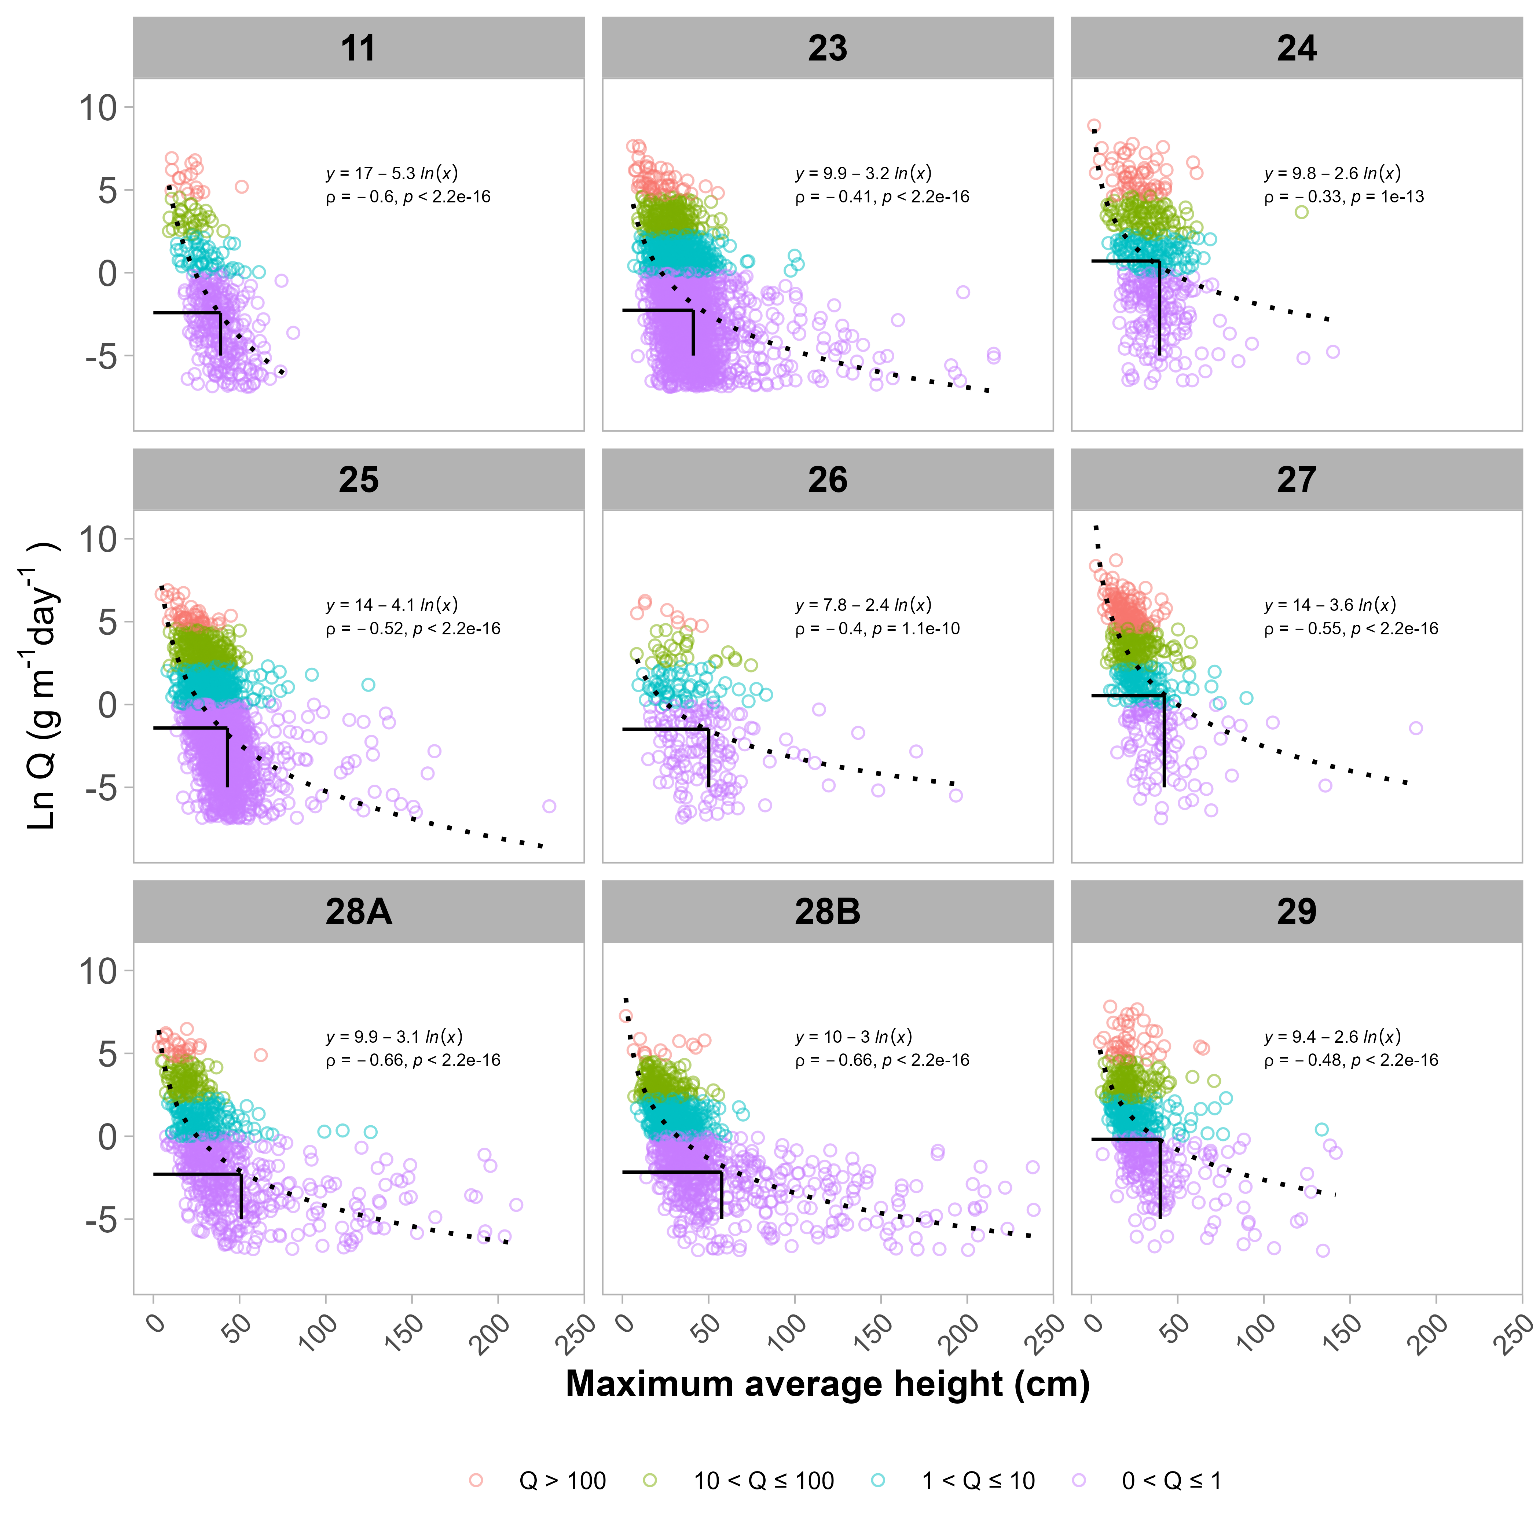 11
23
24
10
5
0
-5
y = 17 − 5.3 ln(x)
ρ = − 0.6, p < 2.2e-16
y = 9.9 − 3.2 ln(x)
ρ = − 0.41, p < 2.2e-16
y = 9.8 − 2.6 ln(x)
ρ = − 0.33, p = 1e-13
25
26
27
10
5
0
-5
y = 14 − 4.1 ln(x)
ρ = − 0.52, p < 2.2e-16
y = 7.8 − 2.4 ln(x)
ρ = − 0.4, p = 1.1e-10
y = 14 − 3.6 ln(x)
ρ = − 0.55, p < 2.2e-16
Ln Q (g m⁻¹day⁻¹ )
28A
28B
29
10
5
0
-5
y = 9.9 − 3.1 ln(x)
ρ = − 0.66, p < 2.2e-16
y = 10 − 3 ln(x)
ρ = − 0.66, p < 2.2e-16
y = 9.4 − 2.6 ln(x)
ρ = − 0.48, p < 2.2e-16
0 50 100 150 200 250
0 50 100 150 200 250
0 50 100 150 200 250
Maximum average height (cm)
Q > 100 10 < Q ≤ 100 1 < Q ≤ 10 0 < Q ≤ 1